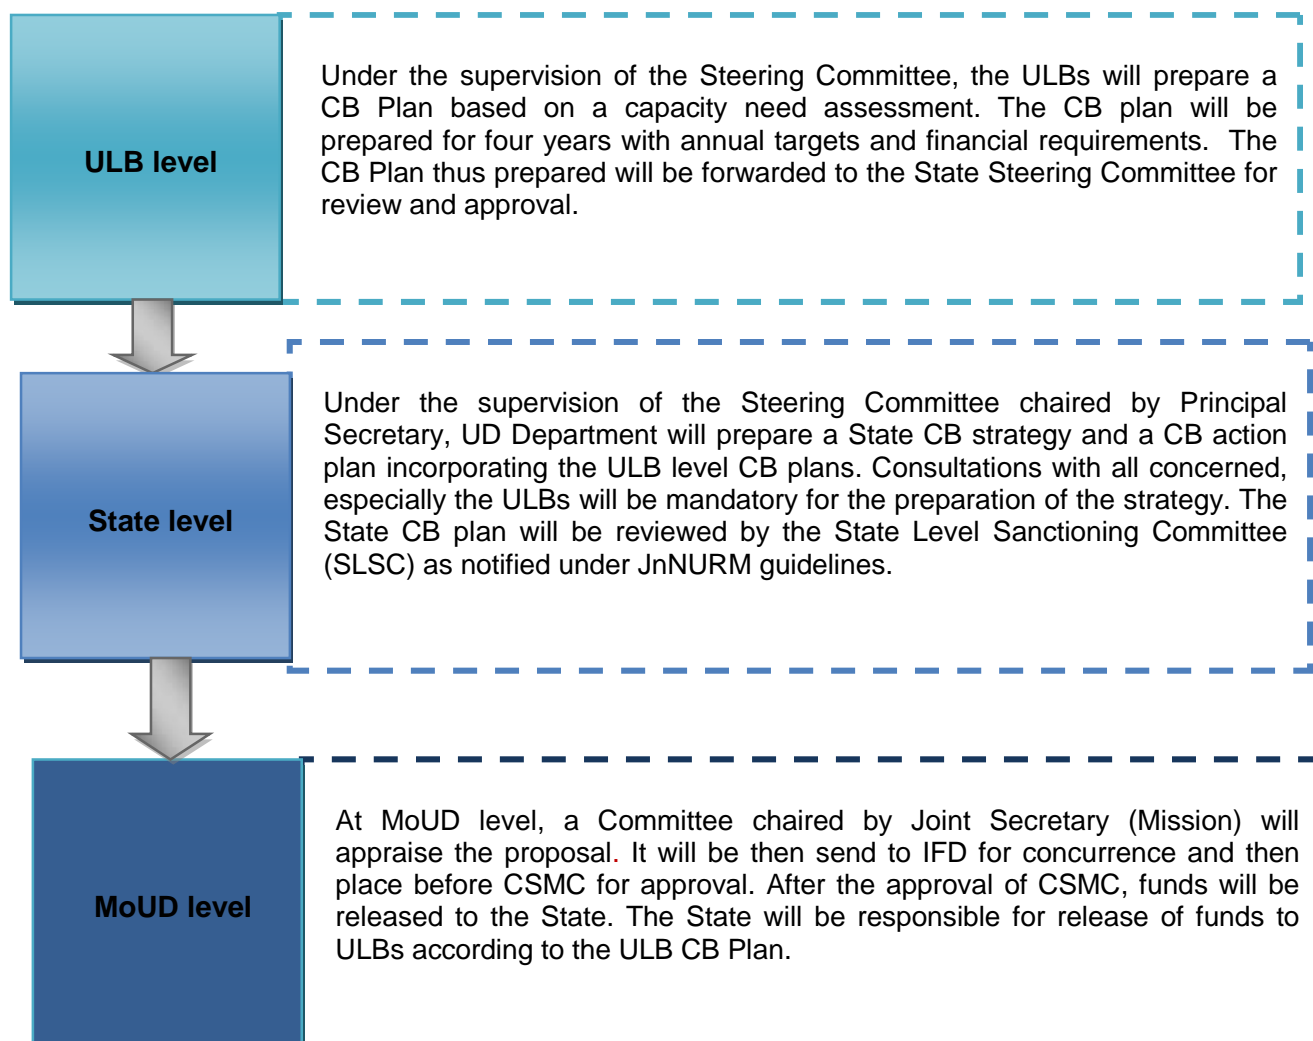 ULB level
Under the supervision of the Steering Committee, the ULBs will prepare a
CB Plan based on a capacity need assessment. The CB plan will be
prepared for four years with annual targets and financial requirements. The
CB Plan thus prepared will be forwarded to the State Steering Committee for
review and approval.
State level
Under the supervision of the Steering Committee chaired by Principal
Secretary, UD Department will prepare a State CB strategy and a CB action
plan incorporating the ULB level CB plans. Consultations with all concerned,
especially the ULBs will be mandatory for the preparation of the strategy. The
State CB plan will be reviewed by the State Level Sanctioning Committee
(SLSC) as notified under JnNURM guidelines.
MoUD level
At MoUD level, a Committee chaired by Joint Secretary (Mission) will
appraise the proposal. It will be then send to IFD for concurrence and then
place before CSMC for approval. After the approval of CSMC, funds will be
released to the State. The State will be responsible for release of funds to
ULBs according to the ULB CB Plan.